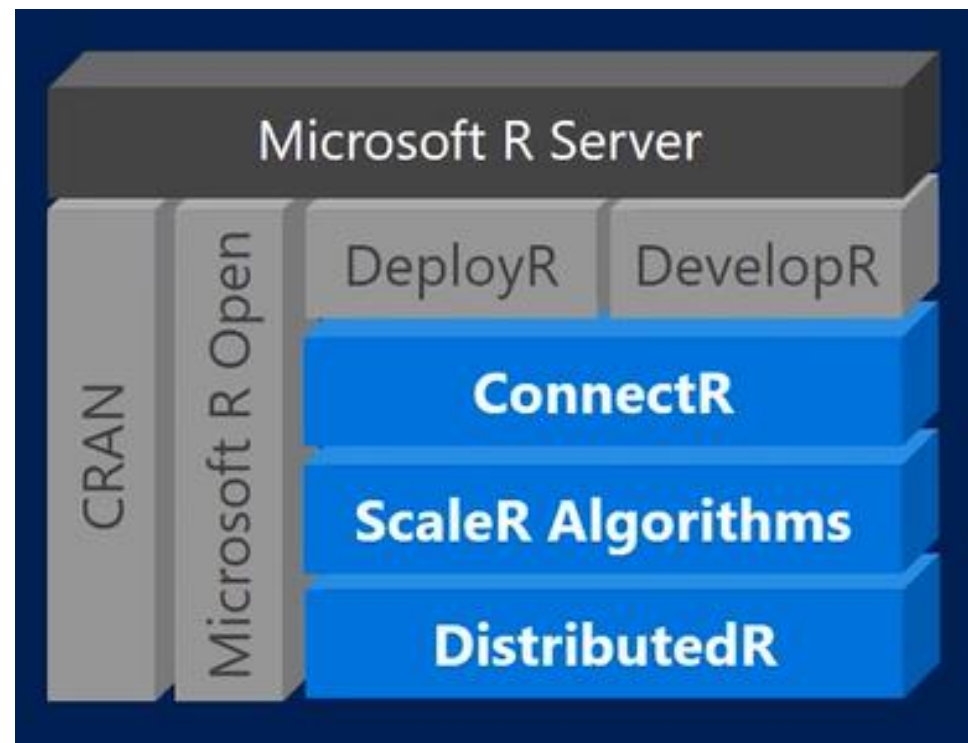 Microsoft R Server
CRAN
Microsoft R Open
DeployR
DevelopR
ConnectR
ScaleR Algorithms
DistributedR